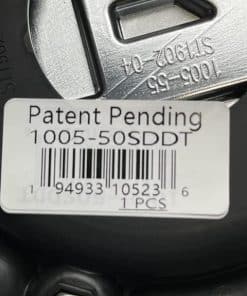 1005-55
ST1902-04
Patent Pending
1005-50SDDT
1 94933 10523 6
1 PCS